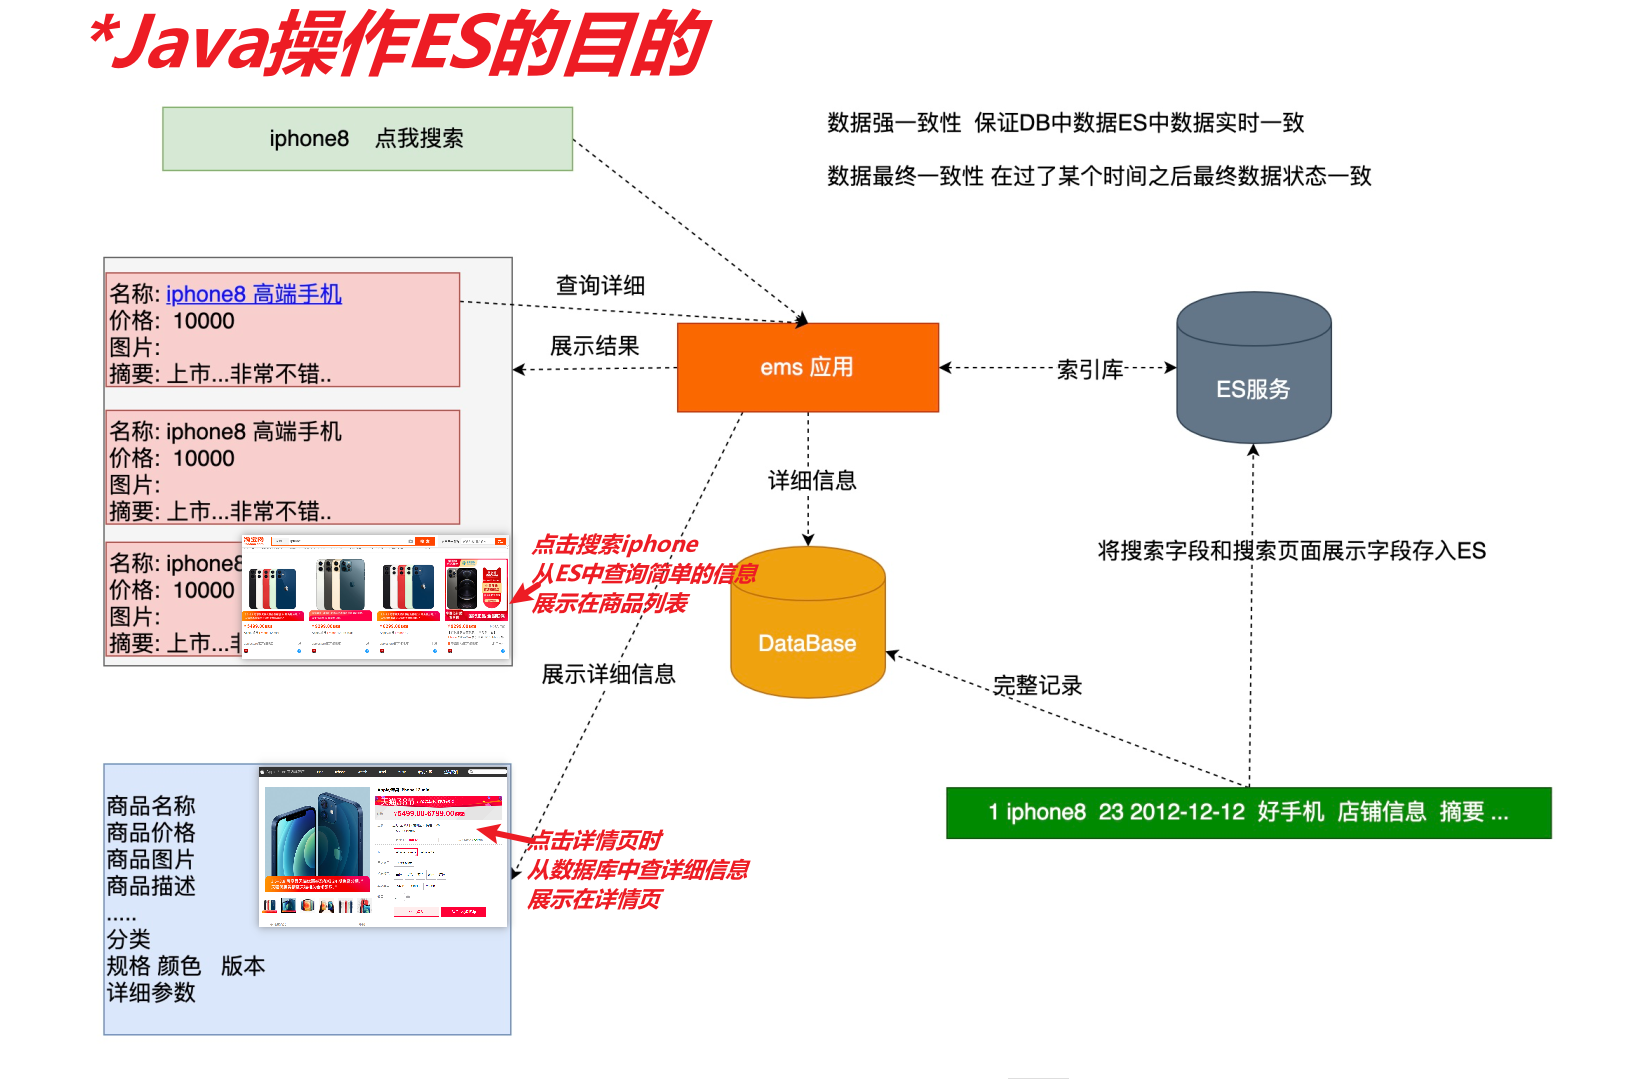 *Java操作ES的目的
iphone8 点我搜索
数据强一致性 保证DB中数据ES中数据实时一致
数据最终一致性 在过了某个时间之后最终数据状态一致
名称: iphone8 高端手机
价格: 10000
图片:
摘要: 上市...非常不错..
名称: iphone8 高端手机
价格: 10000
图片:
摘要: 上市...非常不错..
名称: iphone8
价格: 10000
图片:
摘要: 上市...
查询详细
展示结果
ems 应用
索引库
ES服务
详细信息
点击搜索iphone
从ES中查询简单的信息
展示在商品列表
将搜索字段和搜索页面展示字段存入ES
DataBase
展示详细信息
完整记录
1 iphone8 23 2012-12-12 好手机 店铺信息 摘要 ...
商品名称
商品价格
商品图片
商品描述
.....
分类
规格 颜色 版本
详细参数
点击详情页时
从数据库中查详细信息
展示在详情页